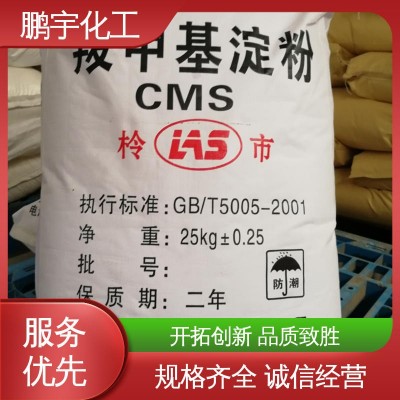 鹏宇化工
羧甲基淀粉
CMS
柃 IAS 市
执行标准:GB/T5005-2001
净 重:25kg±0.25
批 号:
防潮
保质期:二年
服务
优先
开拓创新 品质致胜
规格齐全 诚信经营